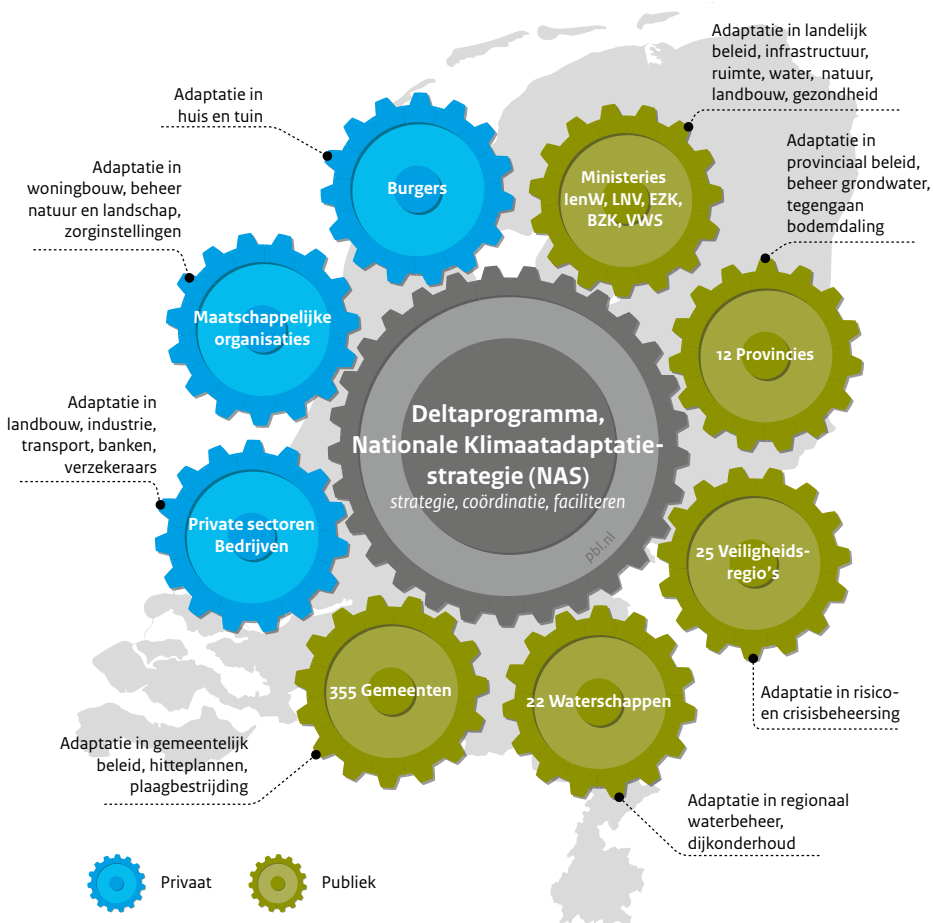 Adaptatie in landelijk
beleid, infrastructuur,
ruimte, water, natuur,
landbouw, gezondheid
Adaptatie in
huis en tuin
Adaptatie in
provinciaal beleid,
beheer grondwater,
tegengaan
bodemdaling
Adaptatie in
woningbouw, beheer
natuur en landschap,
zorginstellingen
Burgers
Ministeries
IenW, LNV, EZK,
BZK, VWS
Maatschappelijke
organisaties
12 Provincies
Adaptatie in
landbouw, industrie,
transport, banken,
verzekeraars
Deltaprogramma,
Nationale Klimaatadaptatie-
strategie (NAS)
strategie, coördinatie, faciliteren
pbl.nl
Private sectoren
Bedrijven
25 Veiligheids-
regio's
355 Gemeenten
22 Waterschappen
Adaptatie in risico-
en crisisbeheersing
Adaptatie in gemeentelijk
beleid, hitteplannen,
plaagbestrijding
Adaptatie in regionaal
waterbeheer,
dijkonderhoud
Privaat
Publiek